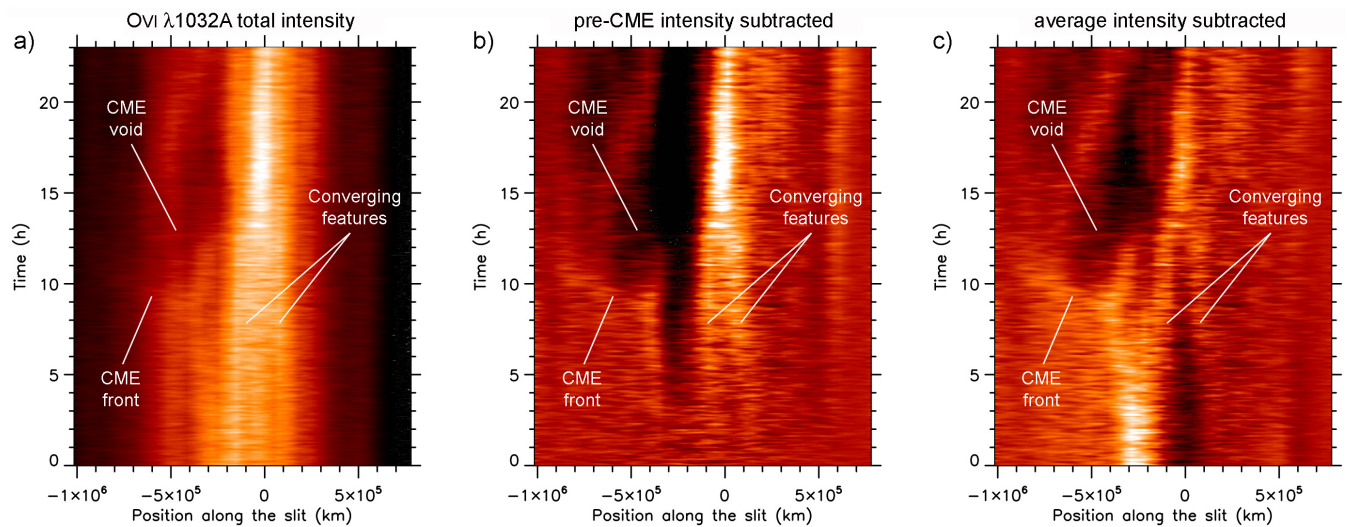 a)
O VI λ1032A total intensity
20
15
10
5
0
Time (h)
CME
void
Converging
features
CME
front
−1×10⁶
−5×10⁵
0
5×10⁵
Position along the slit (km)
b)
pre-CME intensity subtracted
20
15
10
5
0
Time (h)
CME
void
Converging
features
CME
front
−1×10⁶
−5×10⁵
0
5×10⁵
Position along the slit (km)
c)
average intensity subtracted
20
15
10
5
0
Time (h)
CME
void
Converging
features
CME
front
−1×10⁶
−5×10⁵
0
5×10⁵
Position along the slit (km)